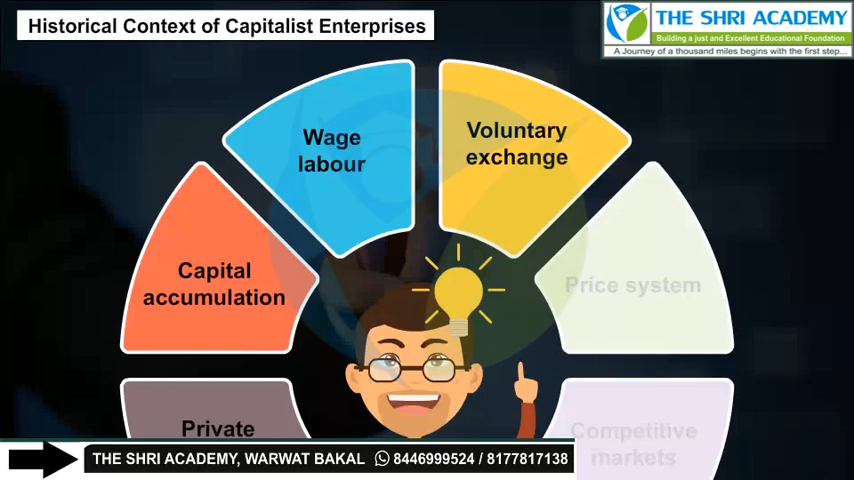 Historical Context of Capitalist Enterprises
THE SHRI ACADEMY
Building a just and Excellent Educational Foundation
A Journey of a thousand miles begins with the first step...
Wage
labour
Voluntary
exchange
Capital
accumulation
Price system
Private
Competitive
markets
THE SHRI ACADEMY, WARWAT BAKAL 8446999524 / 8177817138